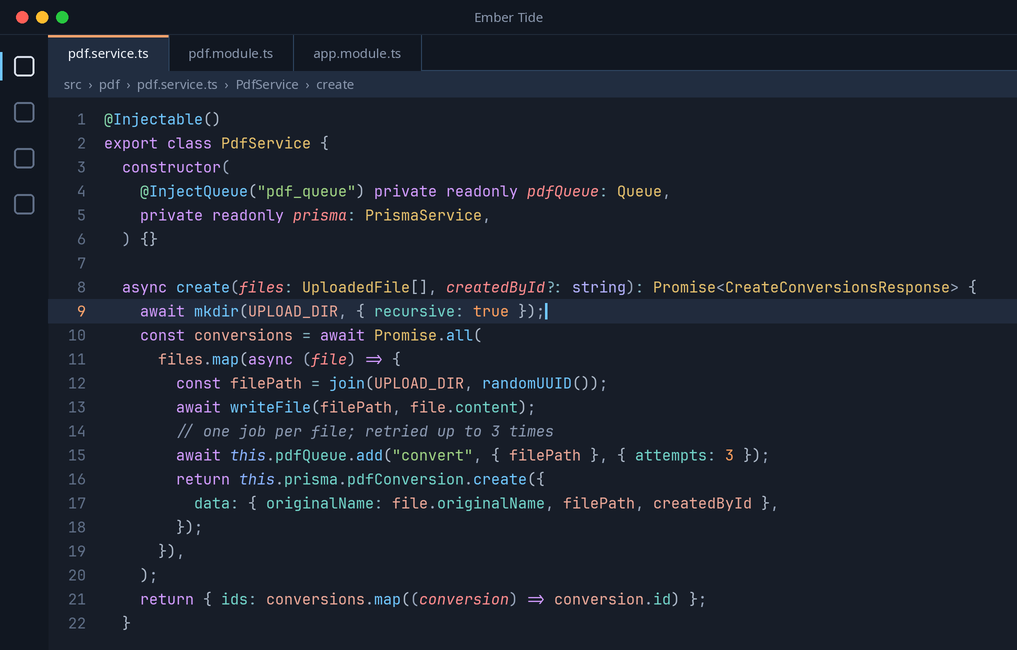 Ember Tide
pdf.service.ts pdf.module.ts app.module.ts
src › pdf › pdf.service.ts › PdfService › create
1 @Injectable()
2 export class PdfService {
3   constructor(
4     @InjectQueue("pdf_queue") private readonly pdfQueue: Queue,
5     private readonly prisma: PrismaService,
6   ) {}
7
8   async create(files: UploadedFile[], createdById?: string): Promise<CreateConversionsResponse> {
9     await mkdir(UPLOAD_DIR, { recursive: true });
10     const conversions = await Promise.all(
11       files.map(async (file) => {
12         const filePath = join(UPLOAD_DIR, randomUUID());
13         await writeFile(filePath, file.content);
14         // one job per file; retried up to 3 times
15         await this.pdfQueue.add("convert", { filePath }, { attempts: 3 });
16         return this.prisma.pdfConversion.create({
17           data: { originalName: file.originalName, filePath, createdById },
18         });
19       }),
20     );
21     return { ids: conversions.map((conversion) => conversion.id) };
22   }